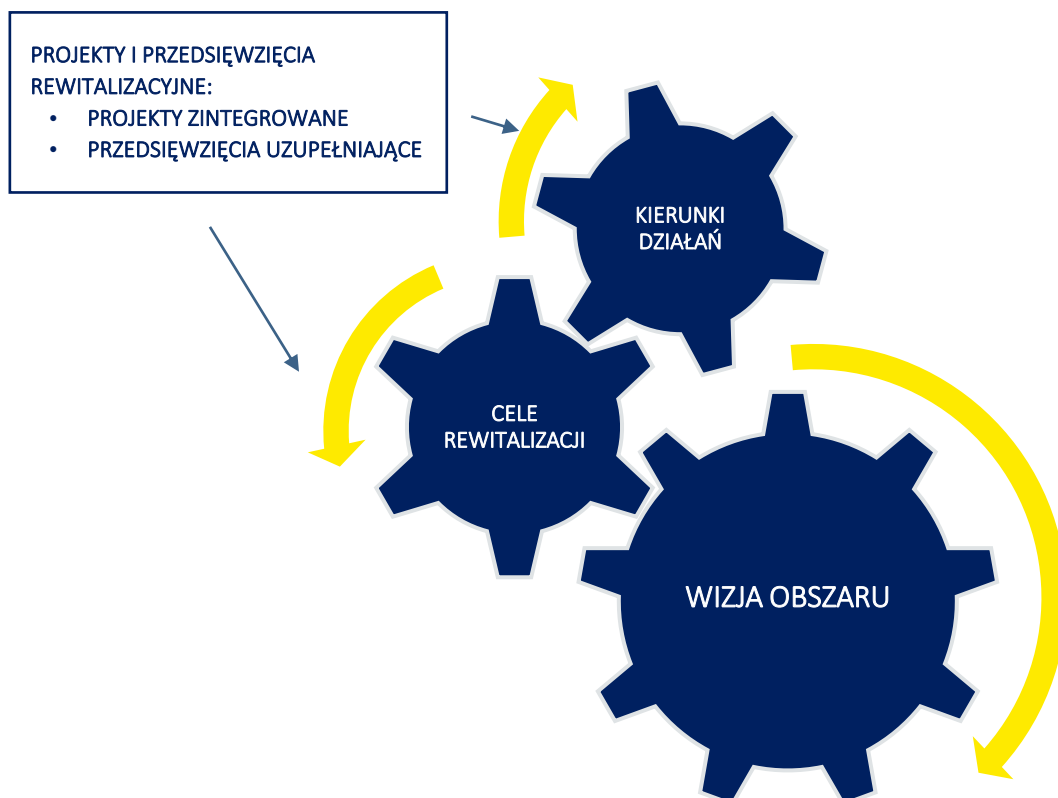 PROJEKTY I PRZEDSIĘWZIĘCIA
REWITALIZACYJNE:
• PROJEKTY ZINTEGROWANE
• PRZEDSIĘWZIĘCIA UZUPEŁNIAJĄCE
KIERUNKI
DZIAŁAŃ
CELE
REWITALIZACJI
WIZJA OBSZARU